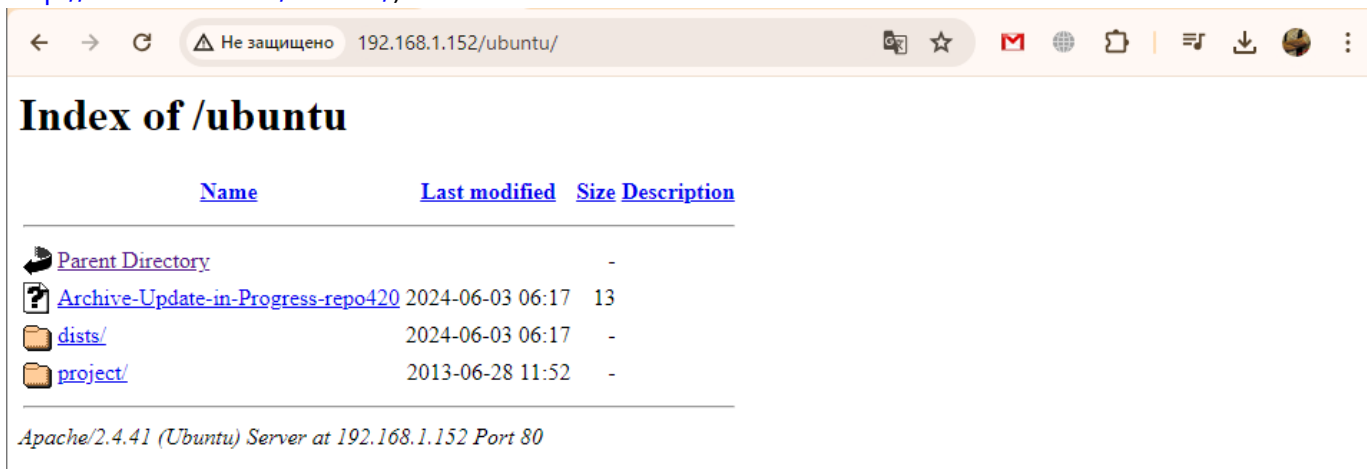 Не защищено 192.168.1.152/ubuntu/
Index of /ubuntu
Name Last modified Size Description
Parent Directory -
Archive-Update-in-Progress-repo420 2024-06-03 06:17 13
dists/ 2024-06-03 06:17 -
project/ 2013-06-28 11:52 -
Apache/2.4.41 (Ubuntu) Server at 192.168.1.152 Port 80